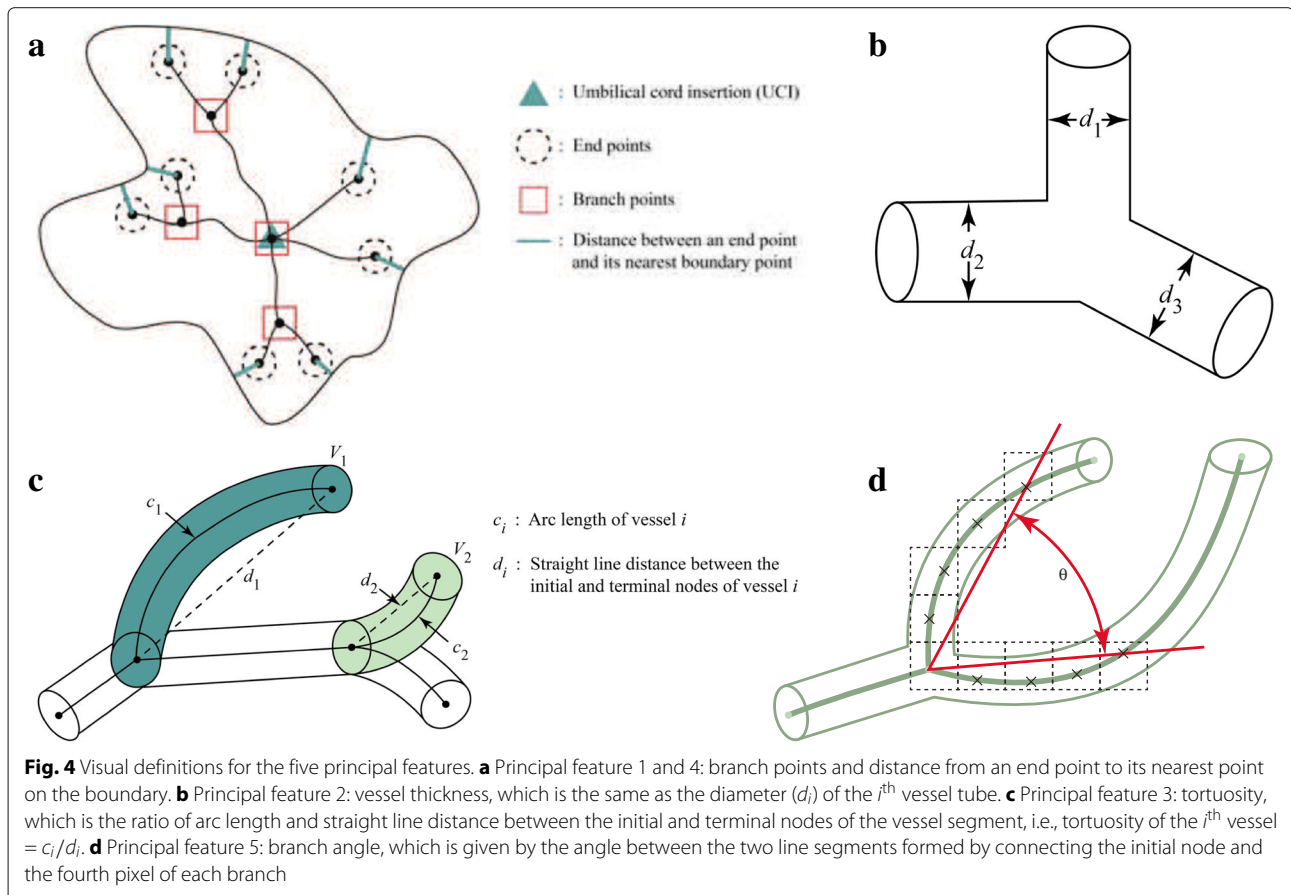 a
: Umbilical cord insertion (UCI)
: End points
: Branch points
: Distance between an end point
and its nearest boundary point
b
d1
d2
d3
c
V1
c1
d1
V2
d2
c2
ci : Arc length of vessel i
di : Straight line distance between the
initial and terminal nodes of vessel i
d
θ
Fig. 4 Visual definitions for the five principal features. a Principal feature 1 and 4: branch points and distance from an end point to its nearest point
on the boundary. b Principal feature 2: vessel thickness, which is the same as the diameter (di) of the ith vessel tube. c Principal feature 3: tortuosity,
which is the ratio of arc length and straight line distance between the initial and terminal nodes of the vessel segment, i.e., tortuosity of the ith vessel
= ci/di. d Principal feature 5: branch angle, which is given by the angle between the two line segments formed by connecting the initial node and
the fourth pixel of each branch